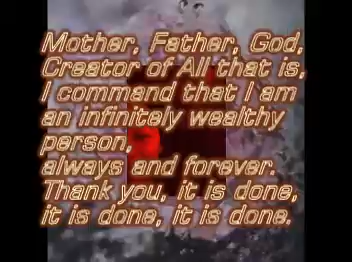 Mother, Father, God,
Creator of All that is,
I command that I am
an infinitely wealthy
person,
always and forever.
Thank you, it is done,
it is done, it is done.